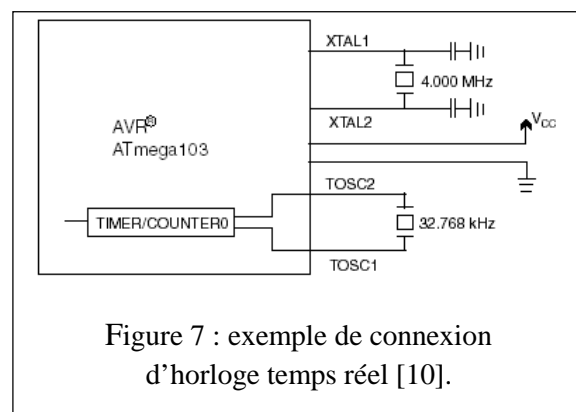 XTAL1
4.000 MHz
XTAL2
VCC
AVR®
ATmega103
TOSC2
TIMER/COUNTER0
32.768 kHz
TOSC1
Figure 7 : exemple de connexion
d’horloge temps réel [10].